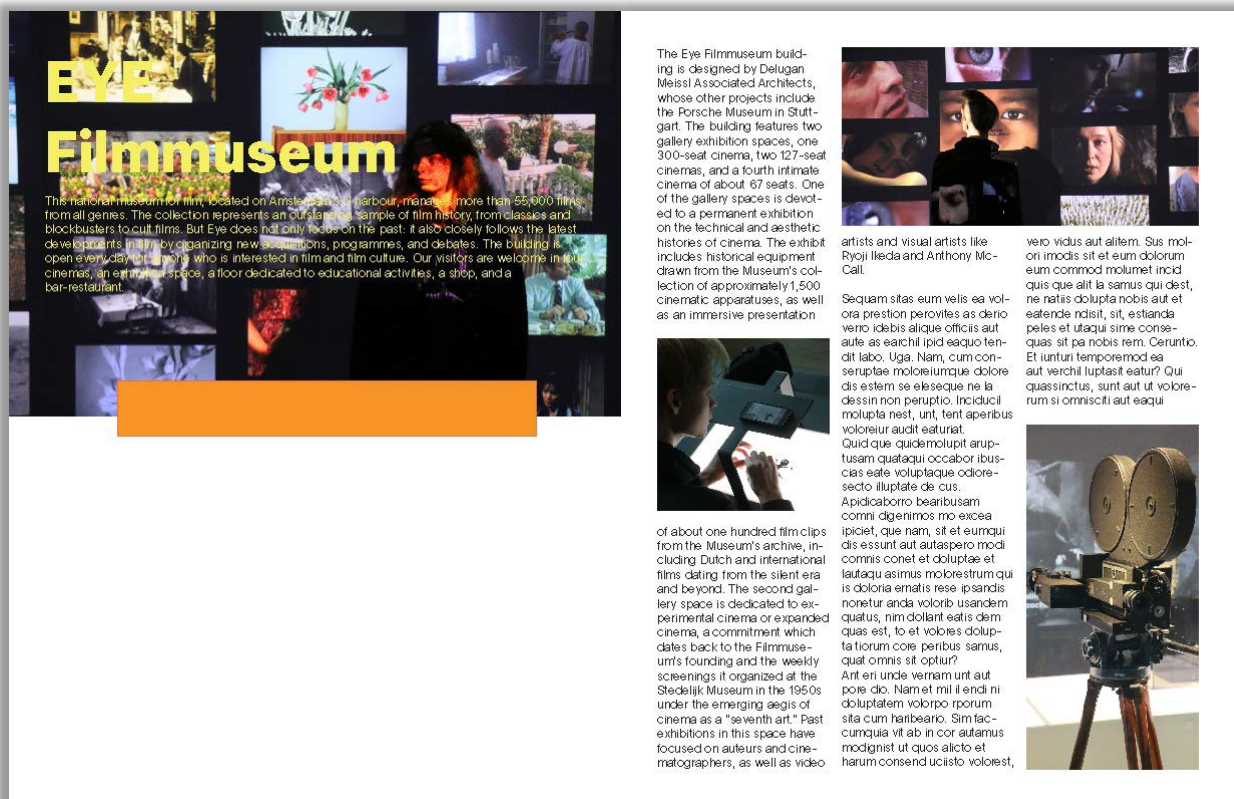 EYE
Filmmuseum
This national museum for film, located on Amsterdam's IJ harbour, manages more than 55,000 films
from all genres. The collection represents an outstanding sample of film history, from classics and
blockbusters to cult films. But Eye does not only focus on the past: it also closely follows the latest
developments in film by organizing new acquisitions, programmes, and debates. The building is
open every day for anyone who is interested in film and film culture. Our visitors are welcome in four
cinemas, an exhibition space, a floor dedicated to educational activities, a shop, and a
bar-restaurant.
The Eye Filmmuseum build-
ing is designed by Delugan
Meissl Associated Architects,
whose other projects include
the Porsche Museum in Stutt-
gart. The building features two
gallery exhibition spaces, one
300-seat cinema, two 127-seat
cinemas, and a fourth intimate
cinema of about 67 seats. One
of the gallery spaces is devot-
ed to a permanent exhibition
on the technical and aesthetic
histories of cinema. The exhibit
includes historical equipment
drawn from the Museum's col-
lection of approximately 1,500
cinematic apparatuses, as well
as an immersive presentation
of about one hundred film clips
from the Museum's archive, in-
cluding Dutch and international
films dating from the silent era
and beyond. The second gal-
lery space is dedicated to ex-
perimental cinema or expanded
cinema, a commitment which
dates back to the Filmmuse-
um's founding and the weekly
screenings it organized at the
Stedelijk Museum in the 1950s
under the emerging aegis of
cinema as a "seventh art." Past
exhibitions in this space have
focused on auteurs and cine-
matographers, as well as video
artists and visual artists like
Ryoji Ikeda and Anthony Mc-
Call.
Sequam sitas eum velis ea vol-
ora prestion perovites as derio
verro idebis alique officiis aut
aute as earchil ipid eaquo ten-
dit labo. Uga. Nam, cum con-
seruptae moloreiumque dolore
dis estem se eleseque ne la
dessin non peruptio. Inciducil
molupta nest, unt, tent aperibus
voloreiur audit eaturiat.
Quid que quidemolupit arup-
tusam quataqui occabor ibus-
cias eate voluptaque odiore-
secto illuptate de cus.
Apidicaborro bearibusam
comni digenimos mo excea
ipiciet, que nam, sit et eumqui
dis essunt aut autaspero modi
comnis conet et doluptae et
lautaqu asimus molorestrum qui
is doloria ernatis rese ipsandis
nonetur anda volorib usandem
quatus, nim dollant eatis dem
quas est, to et volores dolup-
tatiorum core peribus samus,
quat omnis sit optiur?
Ant eri unde vernam unt aut
pore dio. Nam et mil il endi ni
doluptatem volorpo rporum
sita cum haribeario. Sim fac-
cumquia vit ab in cor autamus
modignist ut quos alicto et
harum consend uciisto volorest,
vero vidus aut alitem. Sus mol-
ori imodis sit et eum dolorum
eum commod molumet incid
quis que alit la samus qui dest,
ne natiis dolupta nobis aut et
eatende ndisit, sit, estianda
peles et utaqui sime conse-
quas sit pa nobis rem. Ceruntio.
Et iunturi temporemod ea
aut verchil luptasit eatur? Qui
quassinctus, sunt aut ut volore-
rum si omnisciti aut eaqui